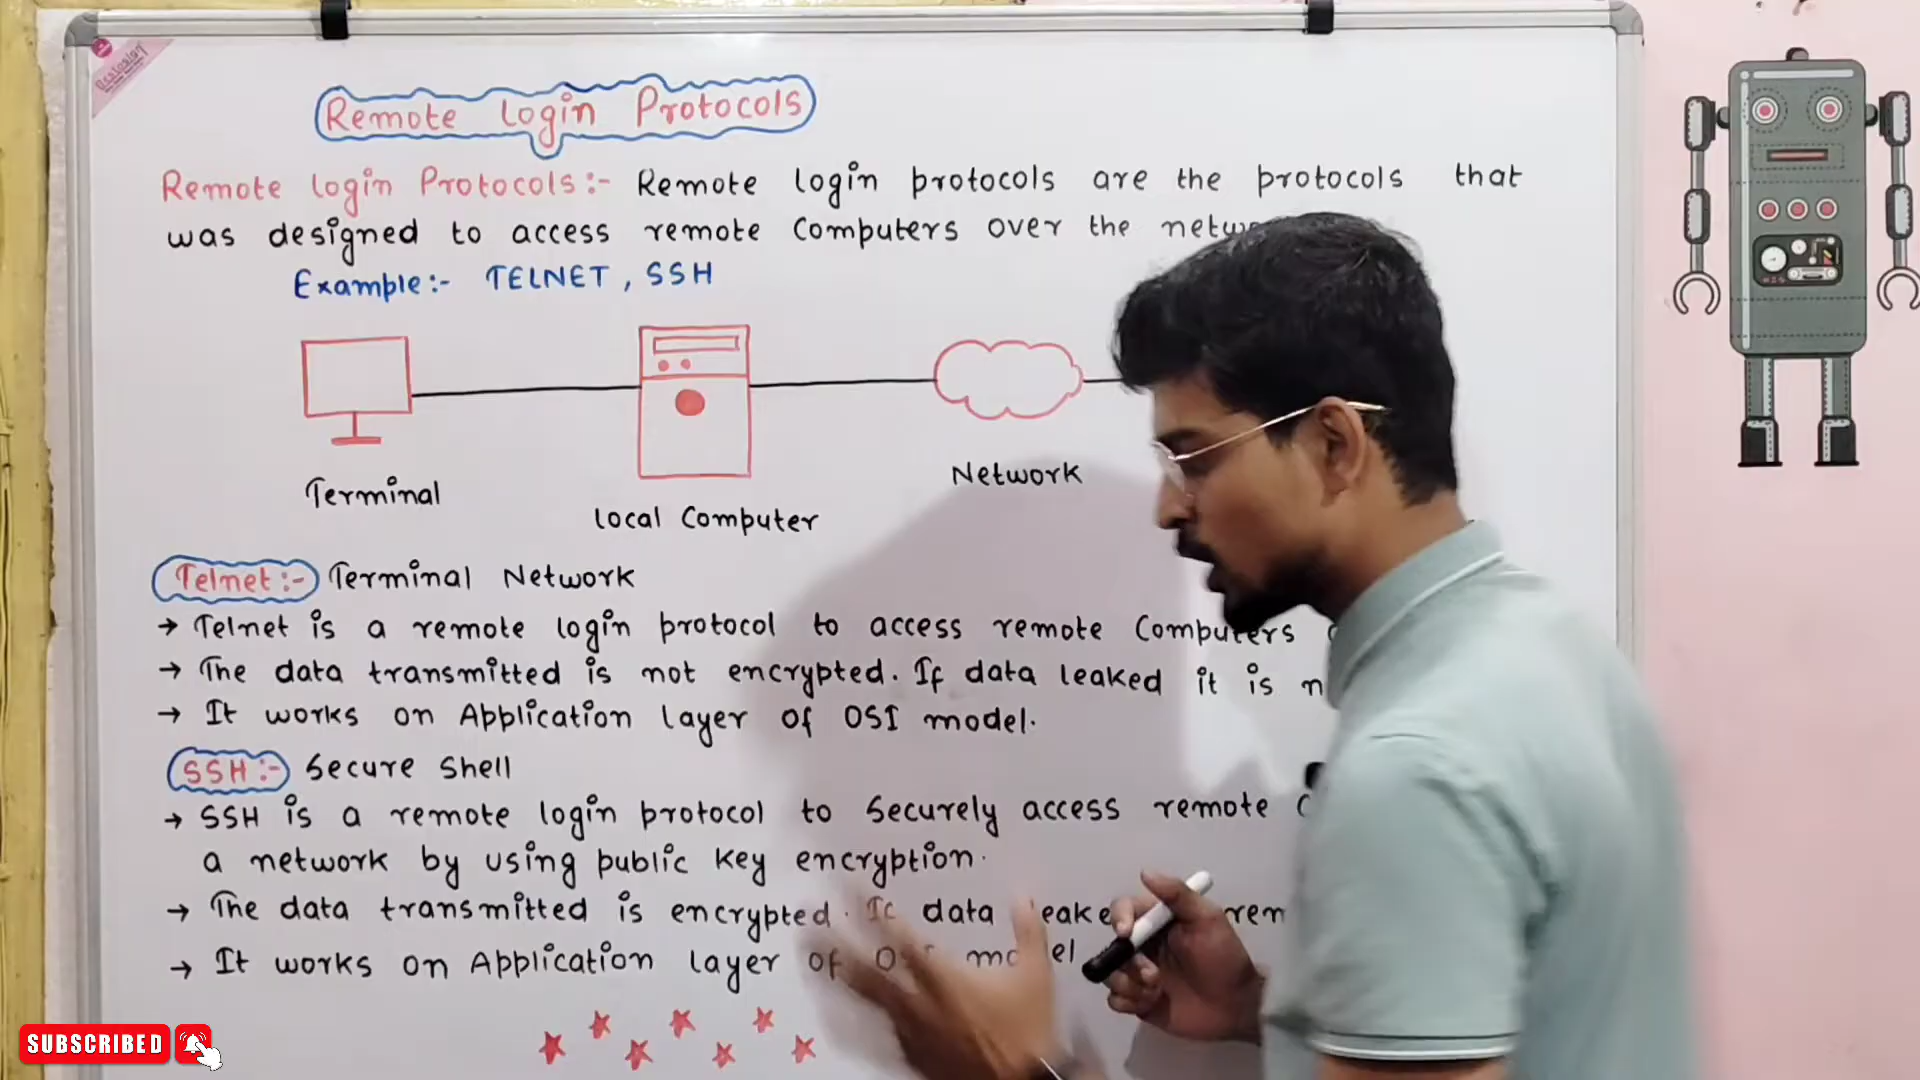 Remote login Protocols
Remote login Protocols:- Remote login protocols are the protocols that
was designed to access remote Computers over the
Example:- TELNET, SSH
Terminal
local Computer
Network
Telnet:- Terminal Network
→ Telnet is a remote login protocol to access remote Computers
→ The data transmitted is not encrypted. If data leaked it is
→ It works on Application layer of OSI model.
SSH:- Secure Shell
→ SSH is a remote login protocol to securely access remote
a network by using public key encryption.
→ The data transmitted is encrypted. data
→ It works on Application layer of
SUBSCRIBED